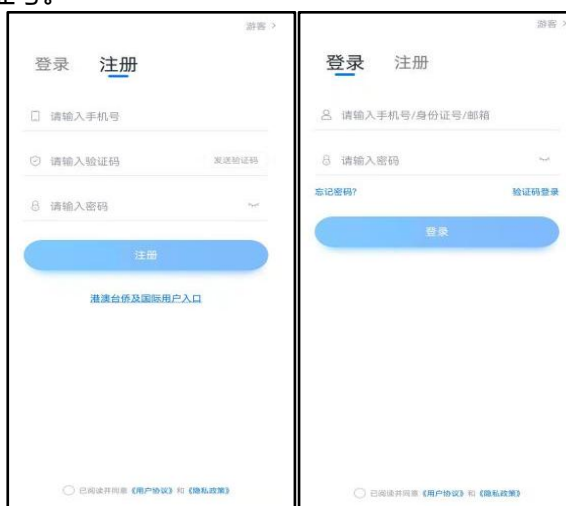 游客 >
登录 注册
请输入手机号
请输入验证码 发送验证码
请输入密码
注册
港澳台侨及国际用户入口
已阅读并同意《用户协议》和《隐私政策》
游客 >
登录 注册
请输入手机号/身份证号/邮箱
请输入密码
忘记密码? 验证码登录
登录
已阅读并同意《用户协议》和《隐私政策》